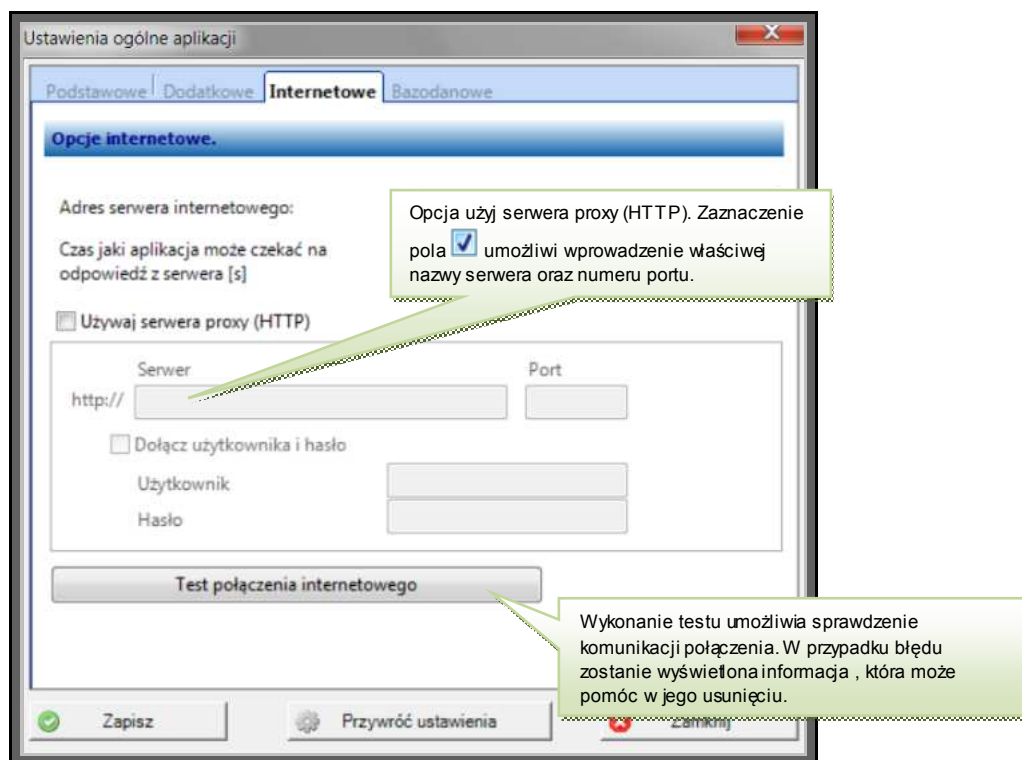 Ustawienia ogólne aplikacji
Podstawowe Dodatkowe Internetowe Bazodanowe
Opcje internetowe.
Adres serwera internetowego:
Czas jaki aplikacja może czekać na
odpowiedź z serwera [s]
Opcja użyj serwera proxy (HTTP). Zaznaczenie
pola umożliwi wprowadzenie właściwej
nazwy serwera oraz numeru portu.
Używaj serwera proxy (HTTP)
Serwer Port
http://
Dołącz użytkownika i hasło
Użytkownik
Hasło
Test połączenia internetowego
Wykonanie testu umożliwia sprawdzenie
komunikacji połączenia. W przypadku błędu
zostanie wyświetlona informacja , która może
pomóc w jego usunięciu.
Zapisz Przywróć ustawienia Zamknij